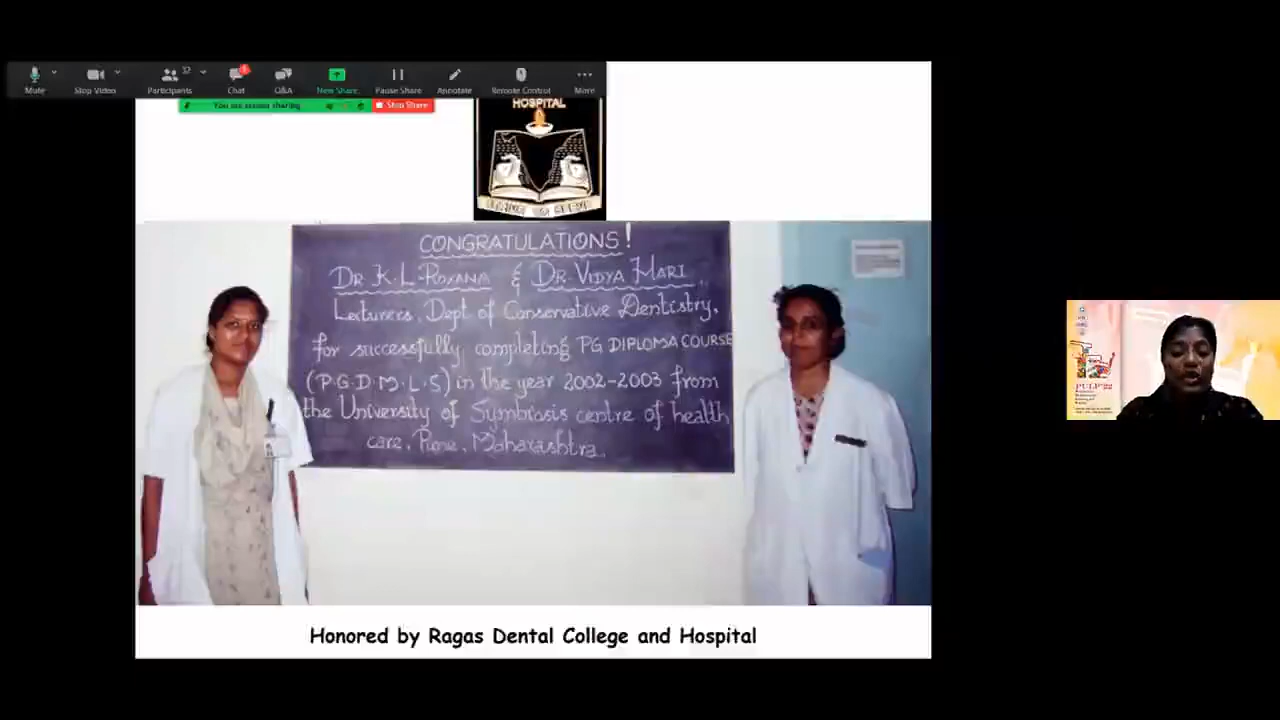 Mute
Stop Video
Participants
Chat
Q&A
New Share
Pause Share
Annotate
Remote Control
More
Stop Share
HOSPITAL
CONGRATULATIONS!
DR. K. L. ROXANA & DR. VIDYA HARI,
Lecturers, Dept of Conservative Dentistry,
for successfully completing PG DIPLOMA COURSE
(P.G.D.M.L.S) in the year 2002-2003 from
the University of Symbiosis centre of health
care, Pune, Maharashtra.
Honored by Ragas Dental College and Hospital
PULP'22